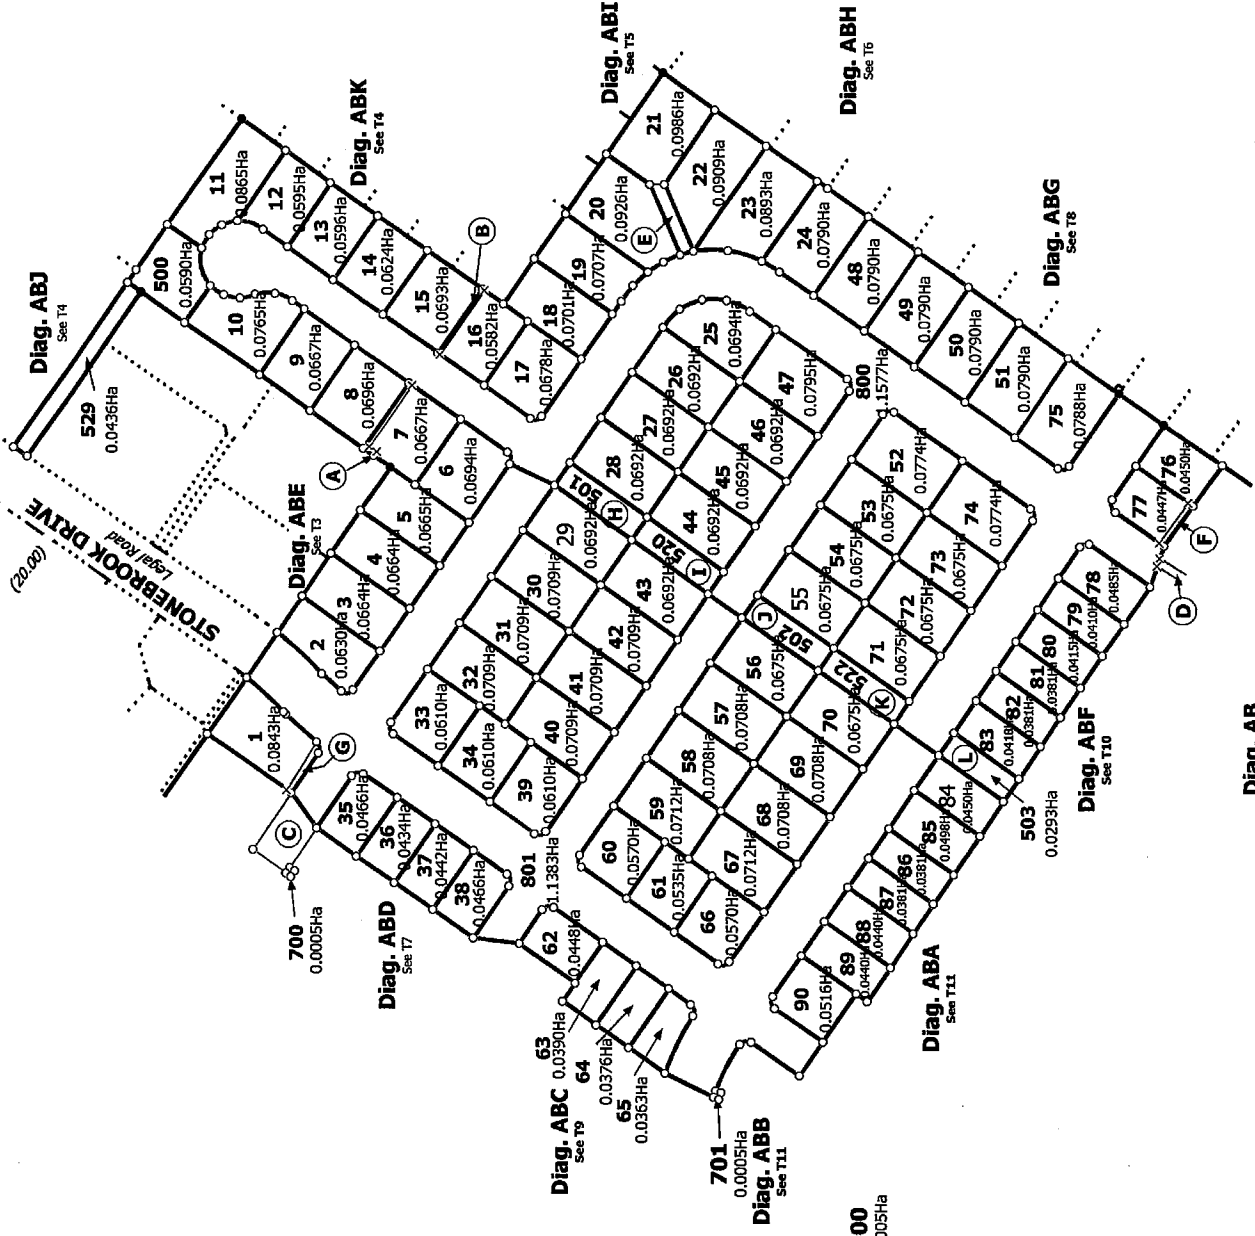 Diag. ABJ
See T4
529
0.0436Ha
STONEBROOK DRIVE
Legal Road
(20.00)
Diag. ABK
See T4
Diag. ABI
See T5
Diag. ABH
See T6
Diag. ABG
See T8
Diag. ABE
See T3
Diag. ABD
See T7
Diag. ABC
See T9
Diag. ABB
See T11
Diag. ABA
See T11
Diag. ABF
See T10
Diag. AB
500
0.0590Ha
11
0.0865Ha
12
0.0595Ha
13
0.0596Ha
14
0.0624Ha
15
0.0693Ha
B
16
0.0582Ha
17
0.0678Ha
18
0.0701Ha
19
0.0707Ha
20
0.0926Ha
E
21
0.0986Ha
22
0.0909Ha
23
0.0893Ha
24
0.0790Ha
48
0.0790Ha
49
0.0790Ha
50
0.0790Ha
51
0.0790Ha
75
0.0788Ha
10
0.0765Ha
9
0.0667Ha
8
0.0696Ha
A
7
0.0667Ha
6
0.0694Ha
5
0.0665Ha
4
0.0664Ha
3
0.0664Ha
2
0.0630Ha
1
0.0843Ha
G
C
700
0.0005Ha
25
0.0694Ha
26
0.0692Ha
27
0.0692Ha
28
0.0692Ha
501
H
29
0.0692Ha
30
0.0709Ha
31
0.0709Ha
32
0.0709Ha
33
0.0610Ha
34
0.0610Ha
39
0.0610Ha
40
0.0709Ha
41
0.0709Ha
42
0.0709Ha
43
0.0692Ha
520
I
44
0.0692Ha
45
0.0692Ha
46
0.0692Ha
47
0.0795Ha
800
1.1577Ha
35
0.0466Ha
36
0.0434Ha
37
0.0442Ha
38
0.0466Ha
801
1.1383Ha
52
0.0774Ha
53
0.0675Ha
54
0.0675Ha
55
0.0675Ha
J
502
56
0.0675Ha
57
0.0708Ha
58
0.0708Ha
59
0.0712Ha
60
0.0570Ha
61
0.0535Ha
66
0.0570Ha
67
0.0712Ha
68
0.0708Ha
69
0.0708Ha
70
0.0675Ha
522
K
71
0.0675Ha
72
0.0675Ha
73
0.0675Ha
74
0.0774Ha
62
0.0448Ha
63
0.0390Ha
64
0.0376Ha
65
0.0363Ha
701
0.0005Ha
76
0.0450Ha
77
0.0447Ha
F
D
78
0.0485Ha
79
0.0410Ha
80
0.0415Ha
81
0.0381Ha
82
0.0381Ha
83
0.0418Ha
L
503
0.0293Ha
84
0.0450Ha
85
0.0498Ha
86
0.0381Ha
87
0.0381Ha
88
0.0440Ha
89
0.0440Ha
90
0.0516Ha
00
005Ha